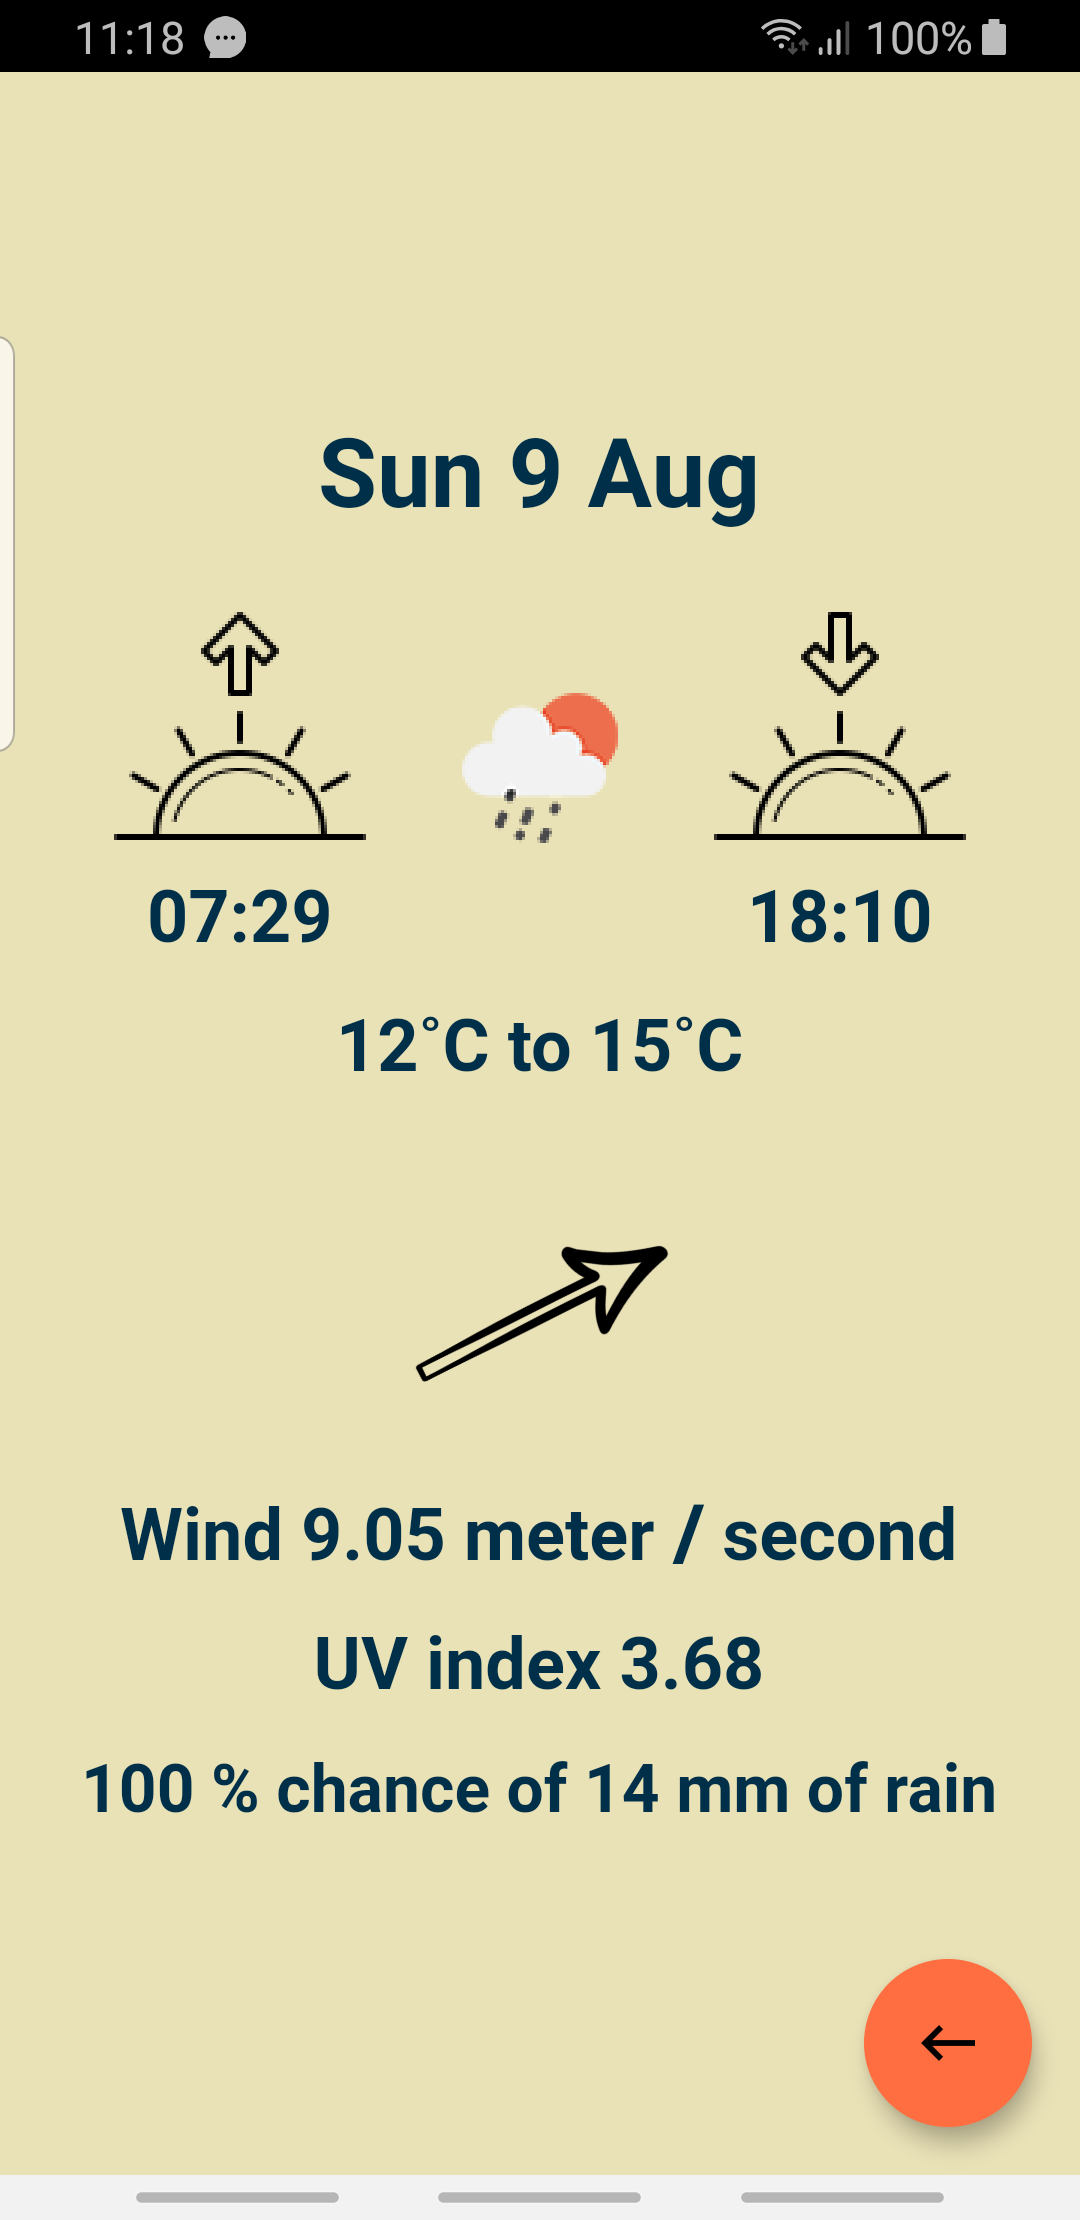 11:18 100%
Sun 9 Aug
07:29 18:10
12°C to 15°C
Wind 9.05 meter / second
UV index 3.68
100 % chance of 14 mm of rain